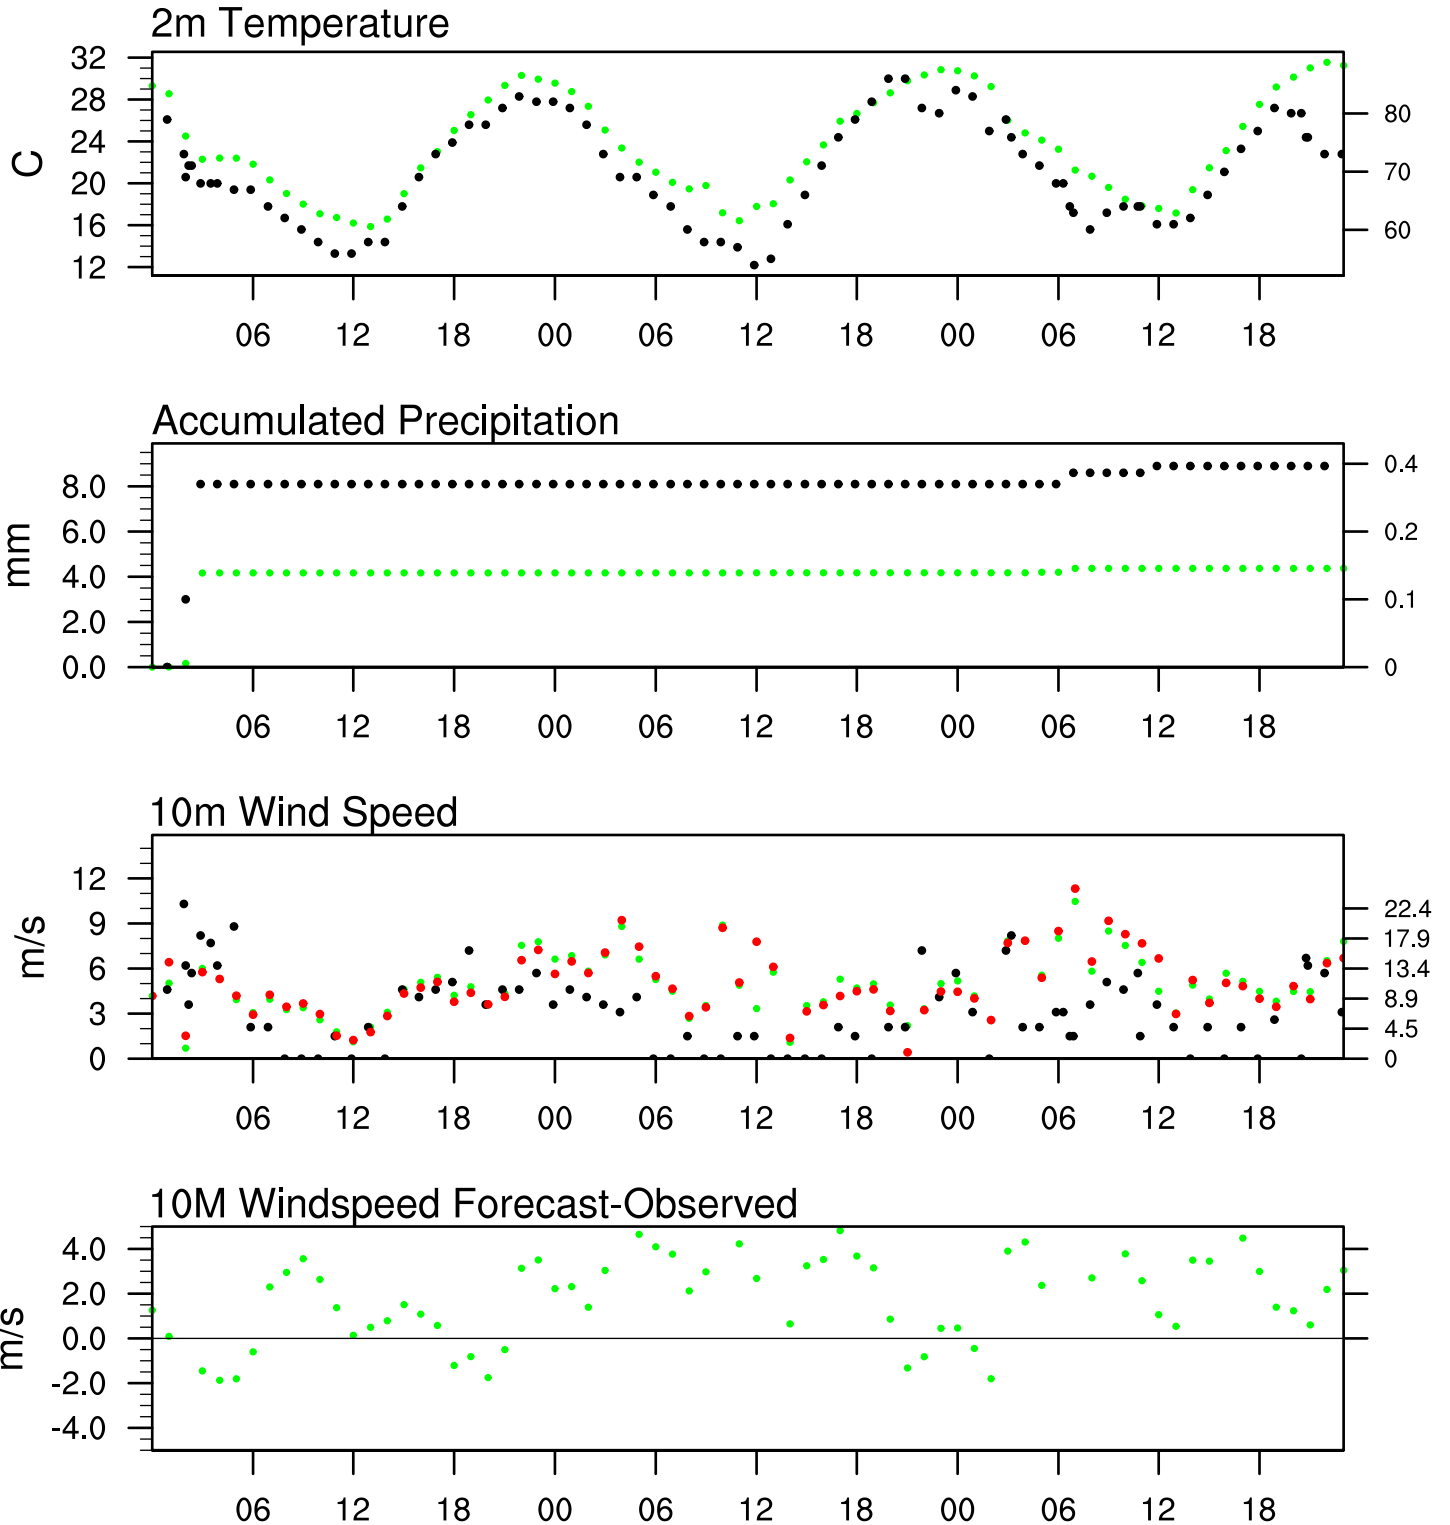 2m Temperature
32
28
24
20
16
12
C
80
70
60
06 12 18 00 06 12 18 00 06 12 18
Accumulated Precipitation
8.0
6.0
4.0
2.0
0.0
mm
0.4
0.2
0.1
0
06 12 18 00 06 12 18 00 06 12 18
10m Wind Speed
12
9
6
3
0
m/s
22.4
17.9
13.4
8.9
4.5
0
06 12 18 00 06 12 18 00 06 12 18
10M Windspeed Forecast-Observed
4.0
2.0
0.0
-2.0
-4.0
m/s
06 12 18 00 06 12 18 00 06 12 18